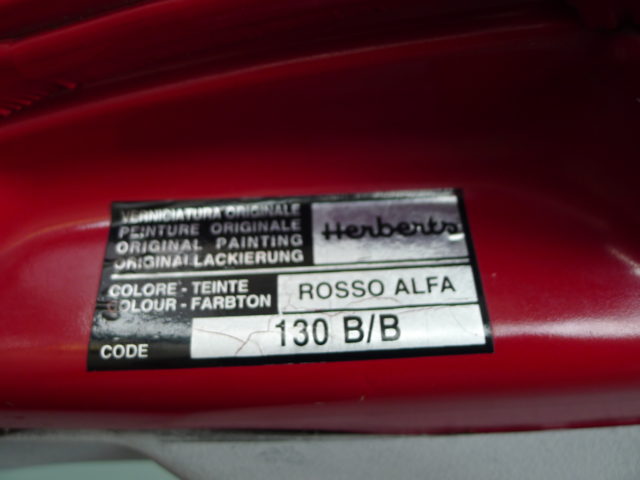 VERNICIATURA ORIGINALE
PEINTURE ORIGINALE
ORIGINAL PAINTING
ORIGINALLACKIERUNG
Herberts
COLORE - TEINTE
COLOUR - FARBTON
ROSSO ALFA
CODE
130 B/B